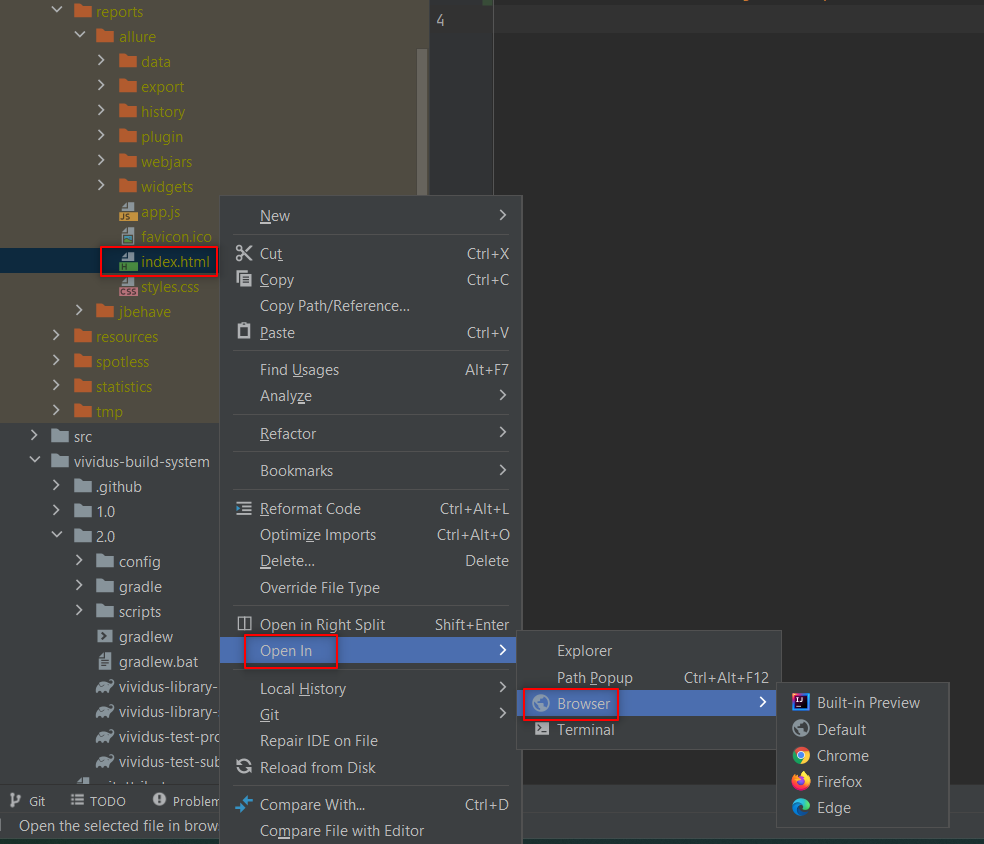 reports
4
allure
data
export
history
plugin
webjars
widgets
app.js
favicon.ico
index.html
styles.css
jbehave
resources
spotless
statistics
tmp
src
vividus-build-system
.github
1.0
2.0
config
gradle
scripts
gradlew
gradlew.bat
vividus-library-
vividus-library-
vividus-test-pro
vividus-test-sub
Git
TODO
Problem
Open the selected file in brow
New
Cut Ctrl+X
Copy Ctrl+C
Copy Path/Reference...
Paste Ctrl+V
Find Usages Alt+F7
Analyze
Refactor
Bookmarks
Reformat Code Ctrl+Alt+L
Optimize Imports Ctrl+Alt+O
Delete... Delete
Override File Type
Open in Right Split Shift+Enter
Open In
Local History
Git
Repair IDE on File
Reload from Disk
Compare With... Ctrl+D
Compare File with Editor
Explorer
Path Popup Ctrl+Alt+F12
Browser
Terminal
Built-in Preview
Default
Chrome
Firefox
Edge